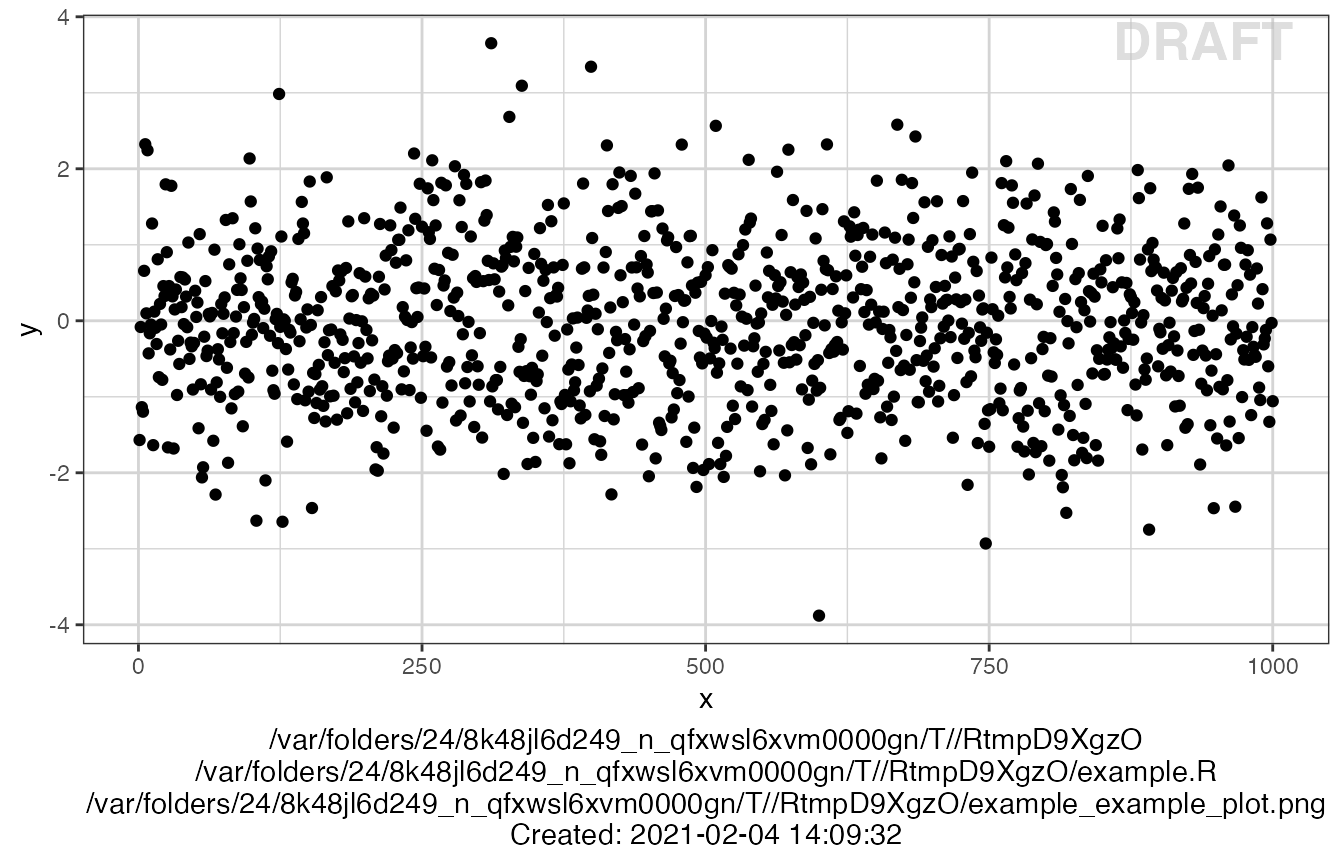 DRAFT
4
2
0
-2
-4
y
0 250 500 750 1000
x
/var/folders/24/8k48jl6d249_n_qfxwsl6xvm0000gn/T//RtmpD9XgzO
/var/folders/24/8k48jl6d249_n_qfxwsl6xvm0000gn/T//RtmpD9XgzO/example.R
/var/folders/24/8k48jl6d249_n_qfxwsl6xvm0000gn/T//RtmpD9XgzO/example_example_plot.png
Created: 2021-02-04 14:09:32